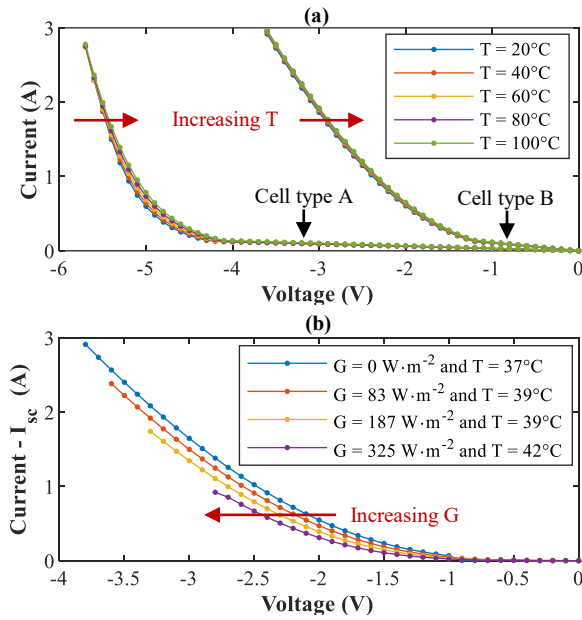 (a)
3
2
1
0
Current (A)
T = 20°C
T = 40°C
T = 60°C
T = 80°C
T = 100°C
Increasing T
Cell type A
Cell type B
-6 -5 -4 -3 -2 -1 0
Voltage (V)
(b)
3
2
1
0
Current - I_sc (A)
G = 0 W·m⁻² and T = 37°C
G = 83 W·m⁻² and T = 39°C
G = 187 W·m⁻² and T = 39°C
G = 325 W·m⁻² and T = 42°C
Increasing G
-4 -3.5 -3 -2.5 -2 -1.5 -1 -0.5 0
Voltage (V)